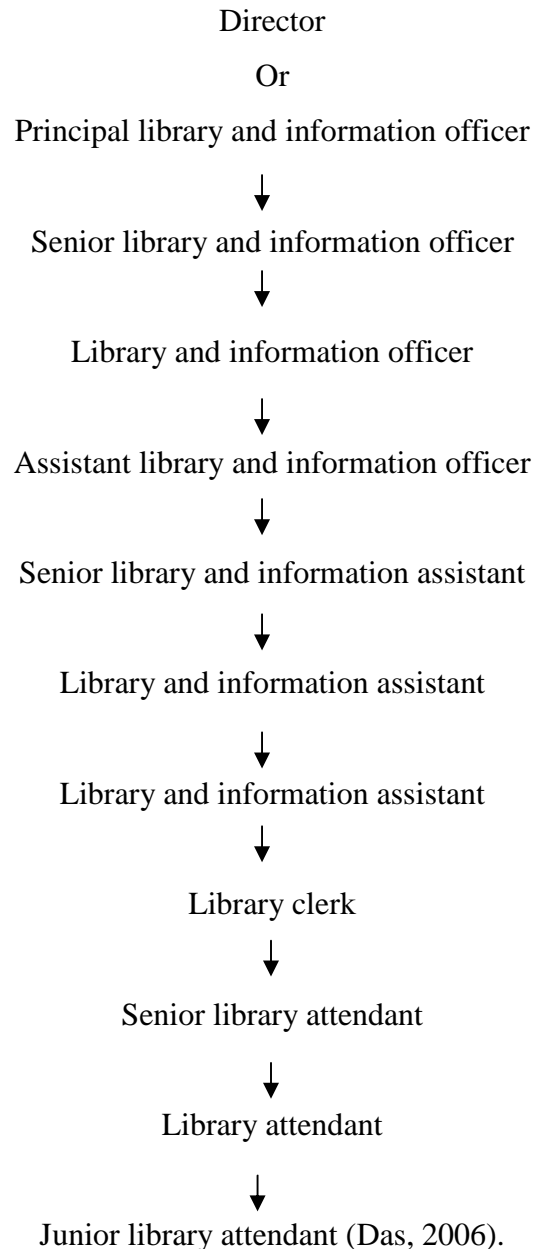 Director
Or
Principal library and information officer
Senior library and information officer
Library and information officer
Assistant library and information officer
Senior library and information assistant
Library and information assistant
Library and information assistant
Library clerk
Senior library attendant
Library attendant
Junior library attendant (Das, 2006).